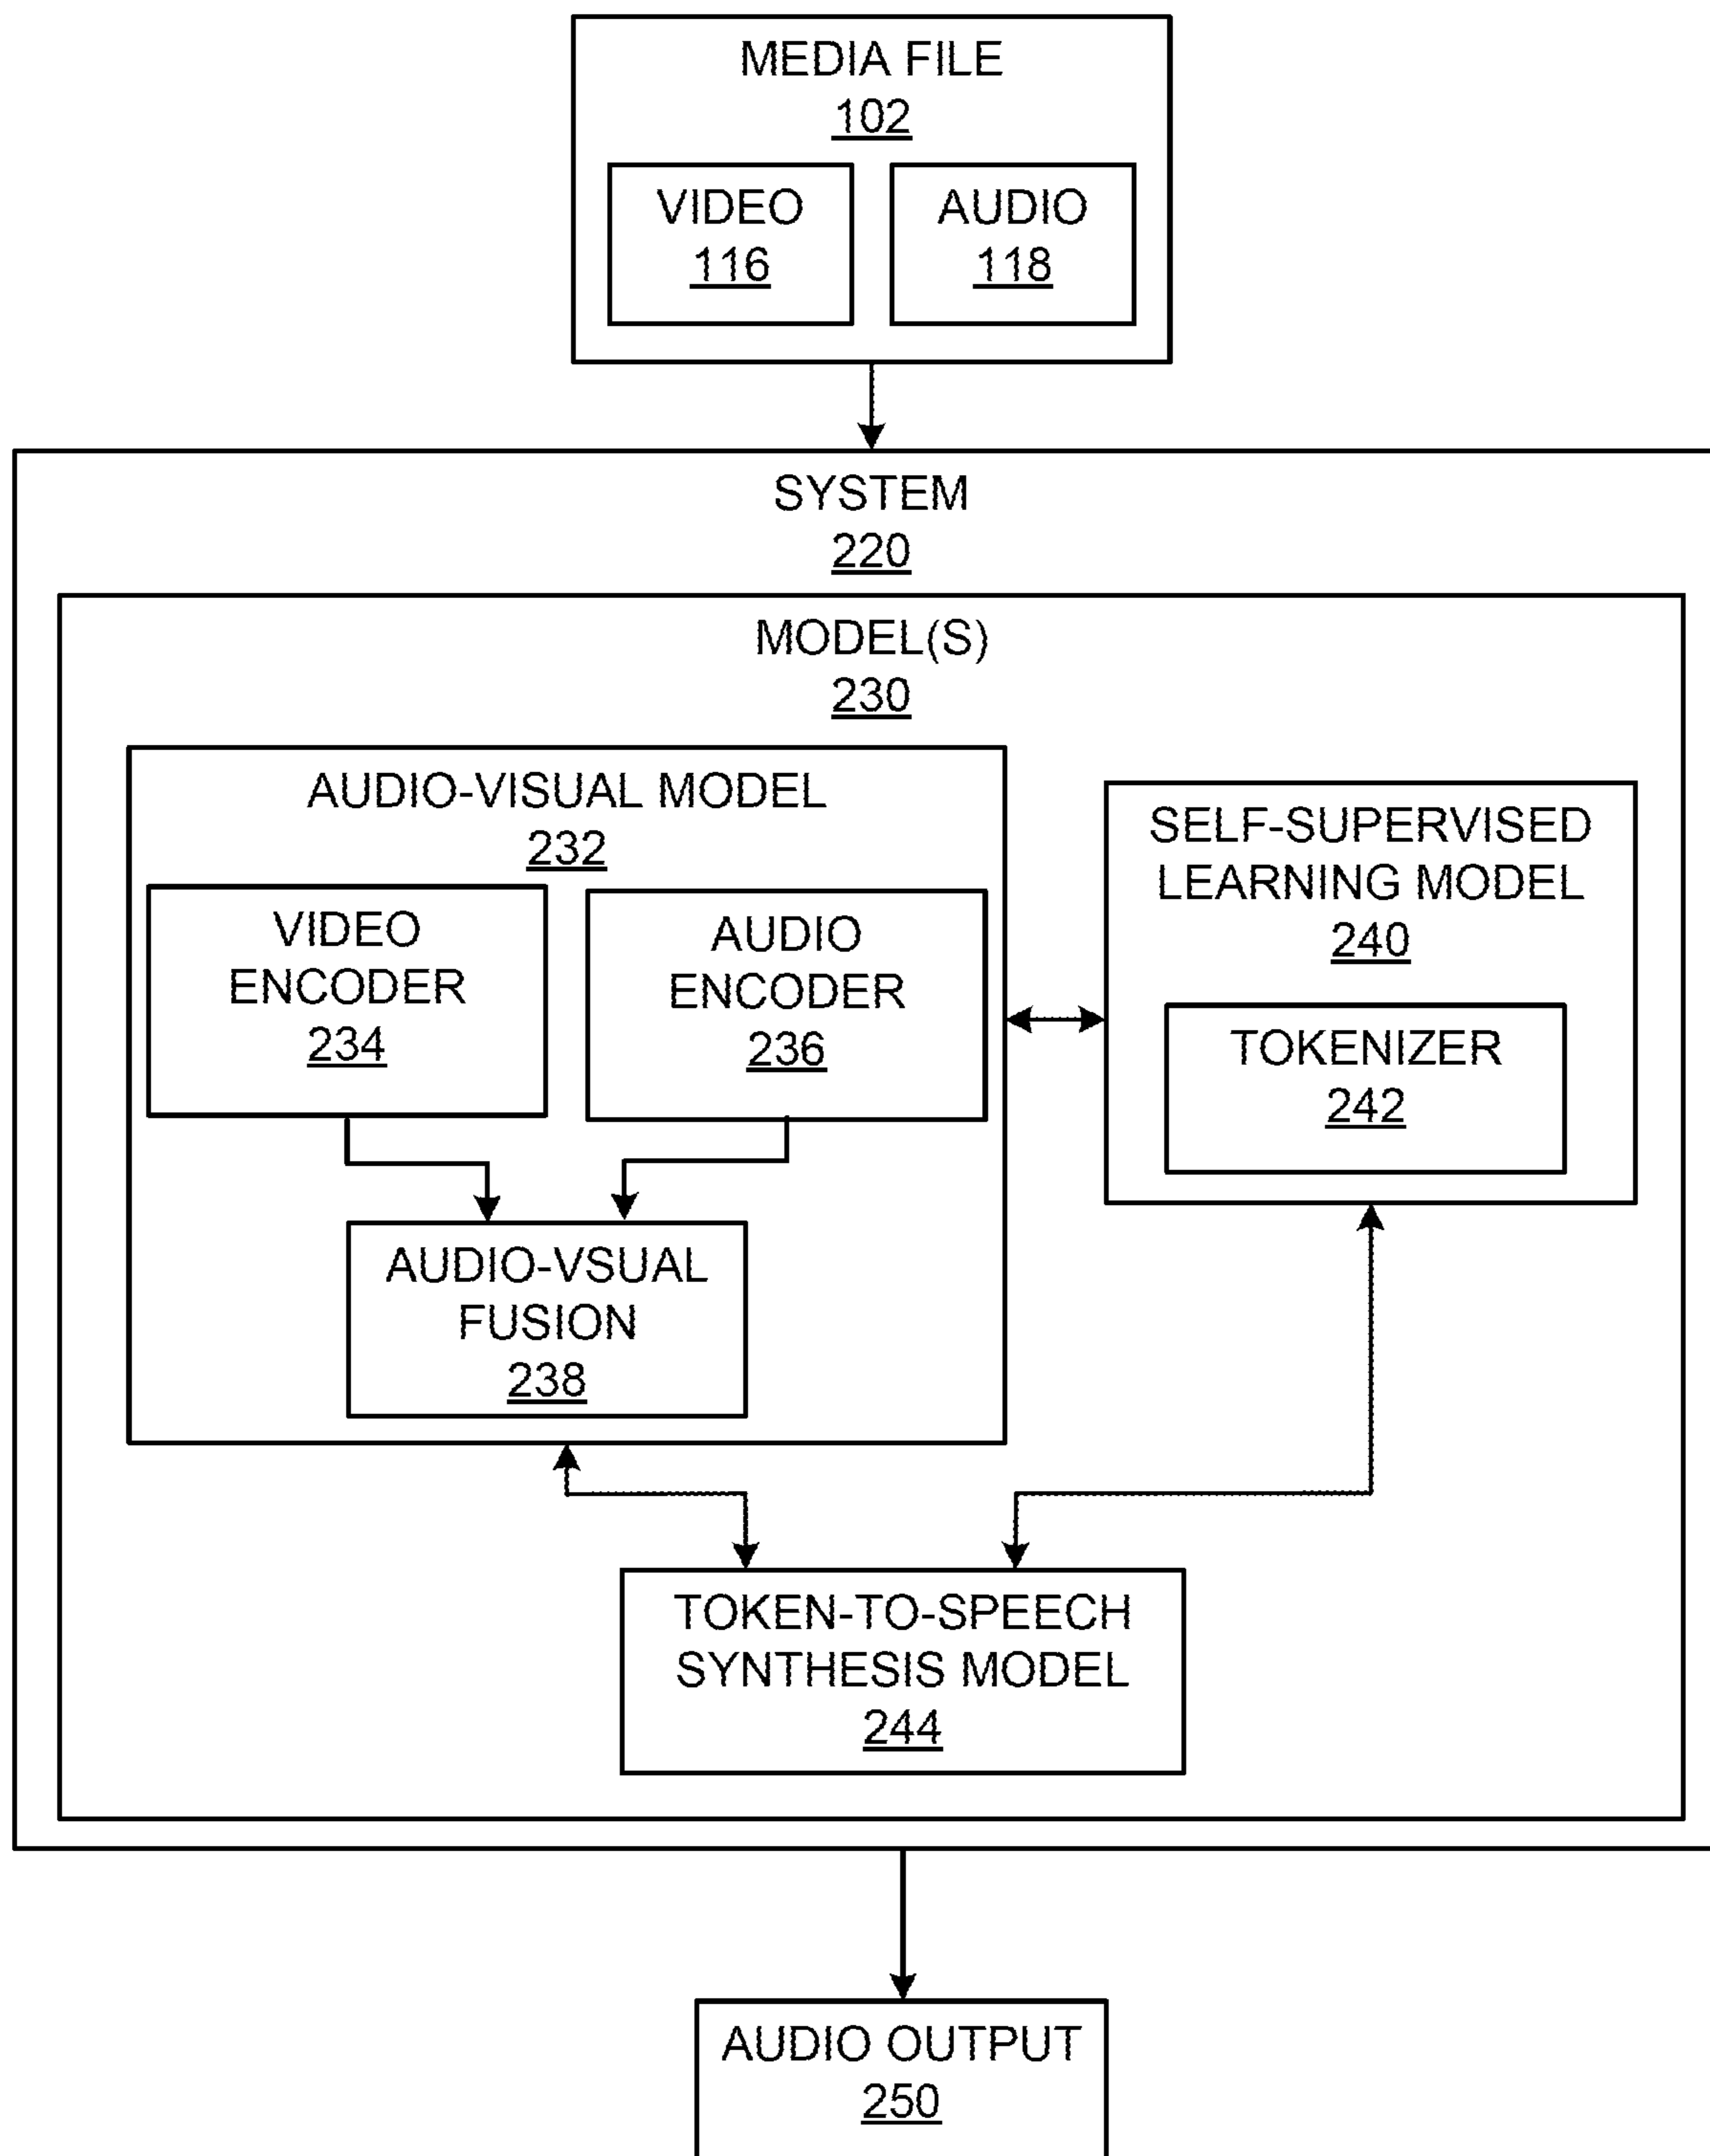 MEDIA FILE
102
VIDEO
116
AUDIO
118
SYSTEM
220
MODEL(S)
230
AUDIO-VISUAL MODEL
232
VIDEO
ENCODER
234
AUDIO
ENCODER
236
AUDIO-VSUAL
FUSION
238
SELF-SUPERVISED
LEARNING MODEL
240
TOKENIZER
242
TOKEN-TO-SPEECH
SYNTHESIS MODEL
244
AUDIO OUTPUT
250